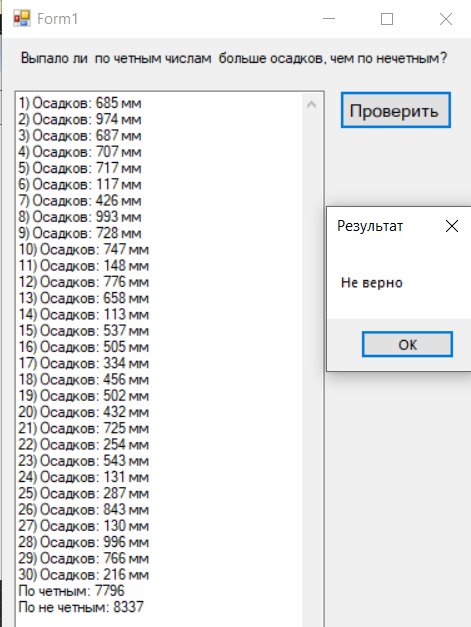 Form1
Выпало ли по четным числам больше осадков, чем по нечетным?
1) Осадков: 685 мм
2) Осадков: 974 мм
3) Осадков: 687 мм
4) Осадков: 707 мм
5) Осадков: 717 мм
6) Осадков: 117 мм
7) Осадков: 426 мм
8) Осадков: 993 мм
9) Осадков: 728 мм
10) Осадков: 747 мм
11) Осадков: 148 мм
12) Осадков: 776 мм
13) Осадков: 658 мм
14) Осадков: 113 мм
15) Осадков: 537 мм
16) Осадков: 505 мм
17) Осадков: 334 мм
18) Осадков: 456 мм
19) Осадков: 502 мм
20) Осадков: 432 мм
21) Осадков: 725 мм
22) Осадков: 254 мм
23) Осадков: 543 мм
24) Осадков: 131 мм
25) Осадков: 287 мм
26) Осадков: 843 мм
27) Осадков: 130 мм
28) Осадков: 996 мм
29) Осадков: 766 мм
30) Осадков: 216 мм
По четным: 7796
По не четным: 8337
Проверить
Результат
Не верно
ОК